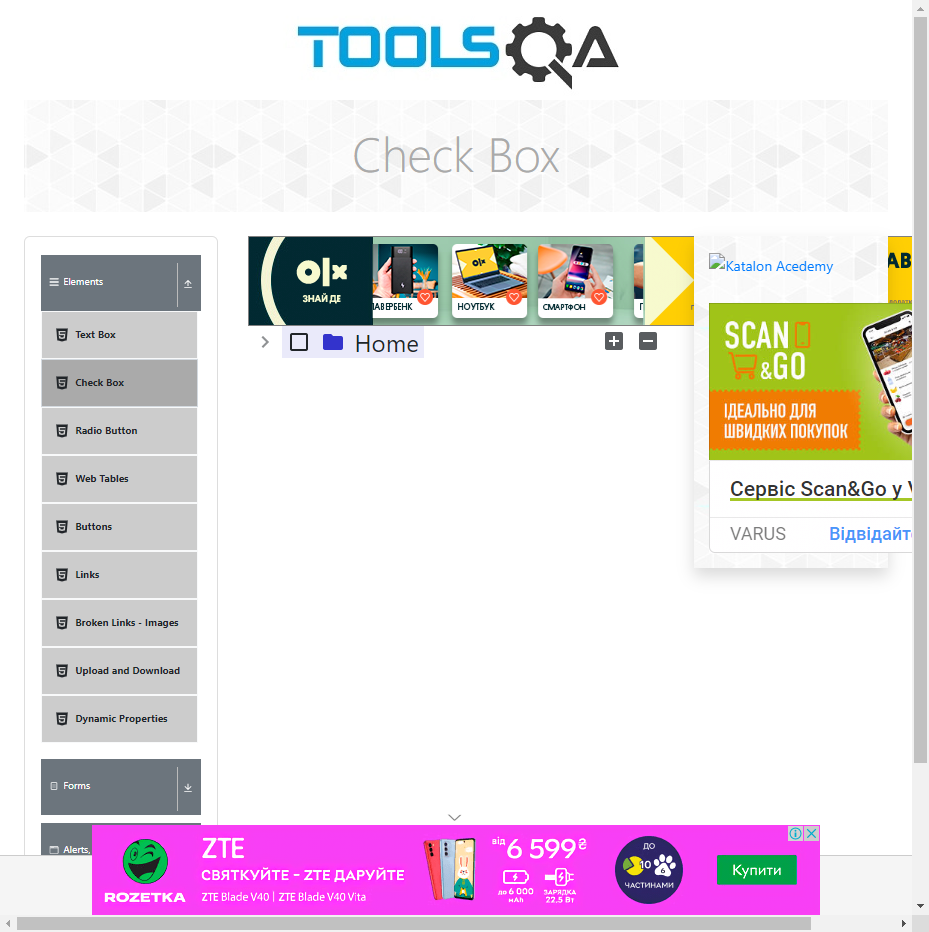 TOOLSQA
Check Box
Elements
Text Box
Check Box
Radio Button
Web Tables
Buttons
Links
Broken Links - Images
Upload and Download
Dynamic Properties
Forms
Alerts,
olx
ЗНАЙДЕ
АВЕРБЕНК
НОУТБУК
СМАРТФОН
Home
Katalon Acedemy
АВ
SCAN
&GO
ІДЕАЛЬНО ДЛЯ
ШВИДКИХ ПОКУПОК
Сервіс Scan&Go у V
VARUS
Відвідайте
ROZETKA
ZTE
СВЯТКУЙТЕ - ZTE ДАРУЙТЕ
ZTE Blade V40 | ZTE Blade V40 Vita
від 6 599₴
до 6 000
мАh
ЗАРЯДКА
22,5 Вт
ДО
10
6
ЧАСТИНАМИ
Купити